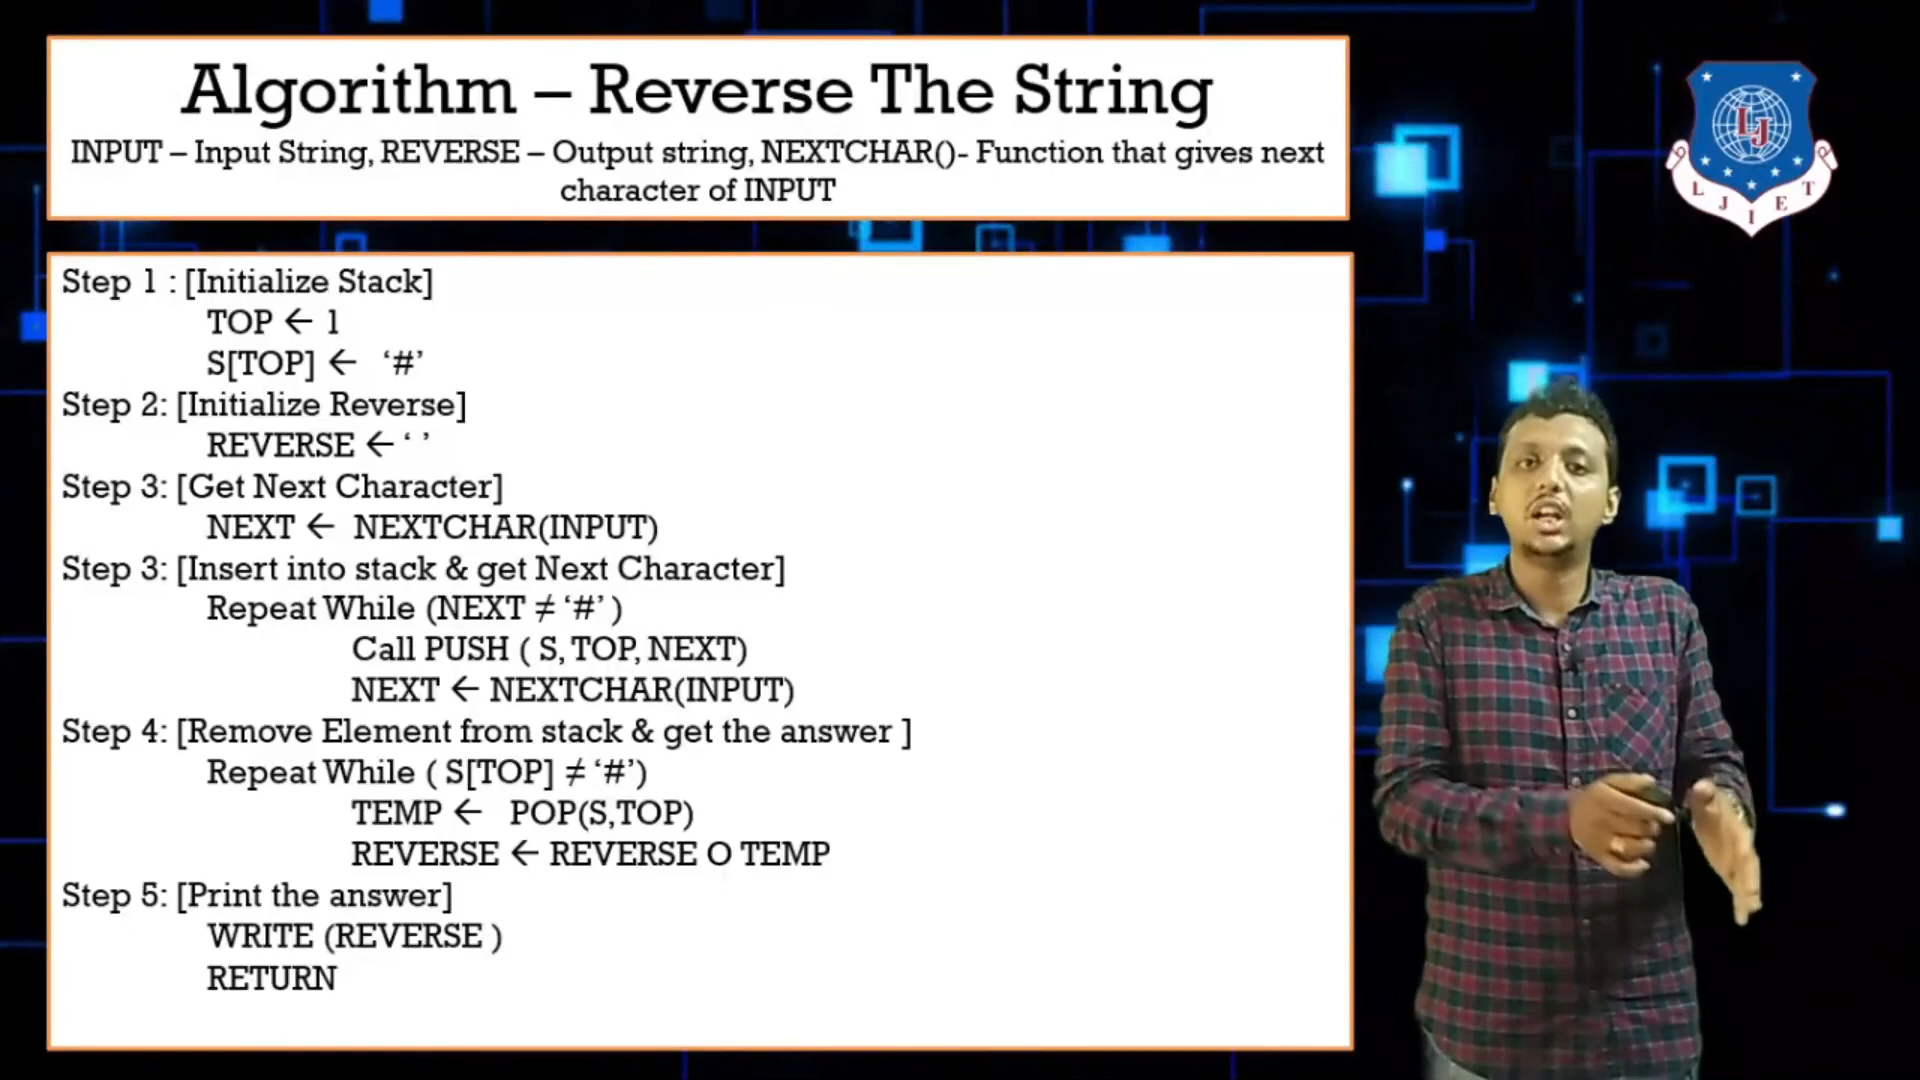 Algorithm – Reverse The String
INPUT – Input String, REVERSE – Output string, NEXTCHAR()- Function that gives next
character of INPUT
Step 1 : [Initialize Stack]
TOP ← 1
S[TOP] ← ‘#’
Step 2: [Initialize Reverse]
REVERSE ← ‘ ’
Step 3: [Get Next Character]
NEXT ← NEXTCHAR(INPUT)
Step 3: [Insert into stack & get Next Character]
Repeat While (NEXT ≠ ‘#’ )
Call PUSH ( S, TOP, NEXT)
NEXT ← NEXTCHAR(INPUT)
Step 4: [Remove Element from stack & get the answer ]
Repeat While ( S[TOP] ≠ ‘#’)
TEMP ← POP(S,TOP)
REVERSE ← REVERSE O TEMP
Step 5: [Print the answer]
WRITE (REVERSE )
RETURN
LJ
LJIET